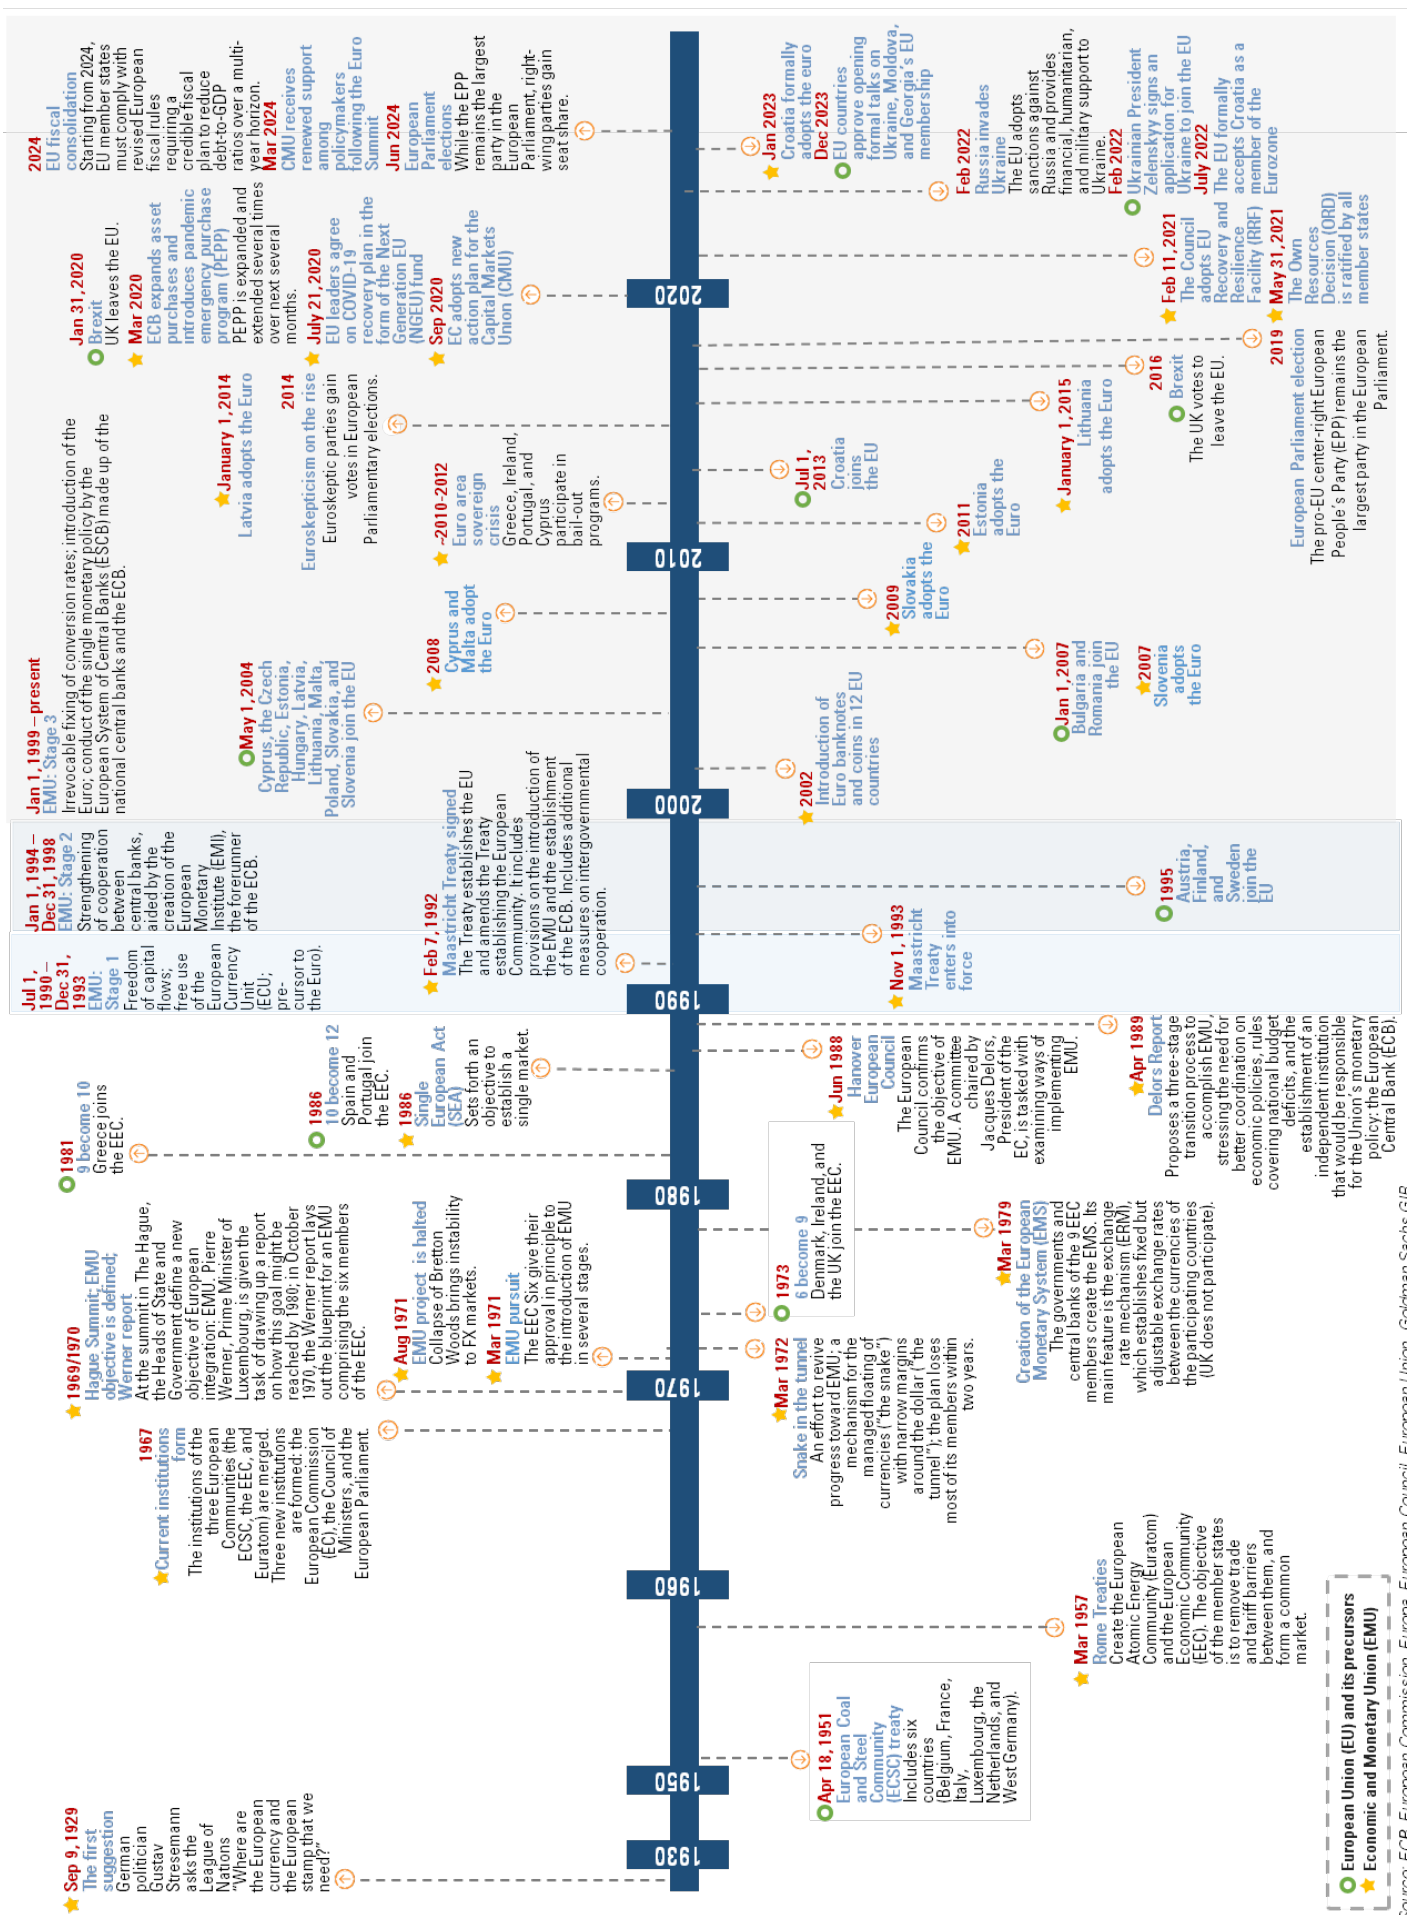 Sep 9, 1929
The first
suggestion
German
politician
Gustav
Stresemann
asks the
League of
Nations
“Where are
the European
currency and
the European
stamp that we
need?”
1967
Current institutions
form
The institutions of the
three European
Communities (the
ECSC, the EEC, and
Euratom) are merged.
Three new institutions
are formed: the
European Commission
(EC), the Council of
Ministers, and the
European Parliament.
1969/1970
Hague Summit; EMU
objective is defined;
Werner report
At the summit in The Hague,
the Heads of State and
Government define a new
objective of European
integration: EMU. Pierre
Werner, Prime Minister of
Luxembourg, is given the
task of drawing up a report
on how this goal might be
reached by 1980; in October
1970, the Werner report lays
out the blueprint for an EMU
comprising the six members
of the EEC.
Aug 1971
EMU project is halted
Collapse of Bretton
Woods brings instability
to FX markets.
Mar 1971
EMU pursuit
The EEC Six give their
approval in principle to
the introduction of EMU
in several stages.
1981
9 become 10
Greece joins
the EEC.
1986
10 become 12
Spain and
Portugal join
the EEC.
1986
Single
European Act
(SEA)
Sets forth an
objective to
establish a
single market.
Jul 1,
1990 –
Dec 31,
1993
EMU:
Stage 1
Freedom
of capital
flows;
free use
of the
European
Currency
Unit
(ECU;
pre-
cursor to
the Euro).
Jan 1, 1994 –
Dec 31, 1998
EMU: Stage 2
Strengthening
of cooperation
between
central banks,
aided by the
creation of the
European
Monetary
Institute (EMI),
the forerunner
of the ECB.
Feb 7, 1992
Maastricht Treaty signed
The Treaty establishes the EU
and amends the Treaty
establishing the European
Community. It includes
provisions on the introduction of
the EMU and the establishment
of the ECB. Includes additional
measures on intergovernmental
cooperation.
Jan 1, 1999 – present
EMU: Stage 3
Irrevocable fixing of conversion rates; introduction of the
Euro; conduct of the single monetary policy by the
European System of Central Banks (ESCB) made up of the
national central banks and the ECB.
May 1, 2004
Cyprus, the Czech
Republic, Estonia,
Hungary, Latvia,
Lithuania, Malta,
Poland, Slovakia, and
Slovenia join the EU
2008
Cyprus and
Malta adopt
the Euro
~2010-2012
Euro area
sovereign
crisis
Greece, Ireland,
Portugal, and
Cyprus
participate in
bail-out
programs.
January 1, 2014
Latvia adopts the Euro
2014
Euroskepticism on the rise
Euroskeptic parties gain
votes in European
Parliamentary elections.
Jan 31, 2020
Brexit
UK leaves the EU.
Mar 2020
ECB expands asset
purchases and
introduces pandemic
emergency purchase
program (PEPP)
PEPP is expanded and
extended several times
over next several
months.
July 21, 2020
EU leaders agree
on COVID-19
recovery plan in the
form of the Next
Generation EU
(NGEU) fund
Sep 2020
EC adopts new
action plan for the
Capital Markets
Union (CMU)
2024
EU fiscal
consolidation
Starting from 2024,
EU member states
must comply with
revised European
fiscal rules
requiring a
credible fiscal
plan to reduce
debt-to-GDP
ratios over a multi-
year horizon.
Mar 2024
CMU receives
renewed support
among
policymakers
following the Euro
Summit
Jun 2024
European
Parliament
elections
While the EPP
remains the largest
party in the
European
Parliament, right-
wing parties gain
seat share.
1930
1950
1960
1970
1980
1990
2000
2010
2020
Apr 18, 1951
European Coal
and Steel
Community
(ECSC) treaty
Includes six
countries
(Belgium, France,
Italy,
Luxembourg, the
Netherlands, and
West Germany).
Mar 1957
Rome Treaties
Create the European
Atomic Energy
Community (Euratom)
and the European
Economic Community
(EEC). The objective
of the member states
is to remove trade
and tariff barriers
between them, and
form a common
market.
Mar 1972
Snake in the tunnel
An effort to revive
progress toward EMU; a
mechanism for the
managed floating of
currencies (“the snake”)
with narrow margins
around the dollar (“the
tunnel”); the plan loses
most of its members within
two years.
1973
6 become 9
Denmark, Ireland, and
the UK join the EEC.
Mar 1979
Creation of the European
Monetary System (EMS)
The governments and
central banks of the 9 EEC
members create the EMS. Its
main feature is the exchange
rate mechanism (ERM),
which establishes fixed but
adjustable exchange rates
between the currencies of
the participating countries
(UK does not participate).
Jun 1988
Hanover
European
Council
The European
Council confirms
the objective of
EMU. A committee
chaired by
Jacques Delors,
President of the
EC, is tasked with
examining ways of
implementing
EMU.
Apr 1989
Delors Report
Proposes a three-stage
transition process to
accomplish EMU,
stressing the need for
better coordination on
economic policies, rules
covering national budget
deficits, and the
establishment of an
independent institution
that would be responsible
for the Union’s monetary
policy: the European
Central Bank (ECB).
Nov 1, 1993
Maastricht
Treaty
enters into
force
1995
Austria,
Finland,
and
Sweden
join the
EU
2002
Introduction of
Euro banknotes
and coins in 12 EU
countries
Jan 1, 2007
Bulgaria and
Romania join
the EU
2007
Slovenia
adopts
the Euro
2009
Slovakia
adopts the
Euro
2011
Estonia
adopts the
Euro
Jul 1,
2013
Croatia
joins
the EU
January 1, 2015
Lithuania
adopts the Euro
2016
Brexit
The UK votes to
leave the EU.
2019
European Parliament election
The pro-EU center-right European
People’s Party (EPP) remains the
largest party in the European
Parliament.
Feb 11, 2021
The Council
adopts EU
Recovery and
Resilience
Facility (RRF)
May 31, 2021
The Own
Resources
Decision (ORD)
is ratified by all
member states
Feb 2022
Russia invades
Ukraine
The EU adopts
sanctions against
Russia and provides
financial, humanitarian,
and military support to
Ukraine.
Feb 2022
Ukranian President
Zelenskyy signs an
application for
Ukraine to join the EU
July 2022
The EU formally
accepts Croatia as a
member of the
Eurozone
Jan 2023
Croatia formally
adopts the euro
Dec 2023
EU countries
approve opening
formal talks on
Ukraine, Moldova,
and Georgia’s EU
membership
European Union (EU) and its precursors
Economic and Monetary Union (EMU)
Source: ECB, European Commission, Europa, European Council, European Union, Goldman Sachs GIR.